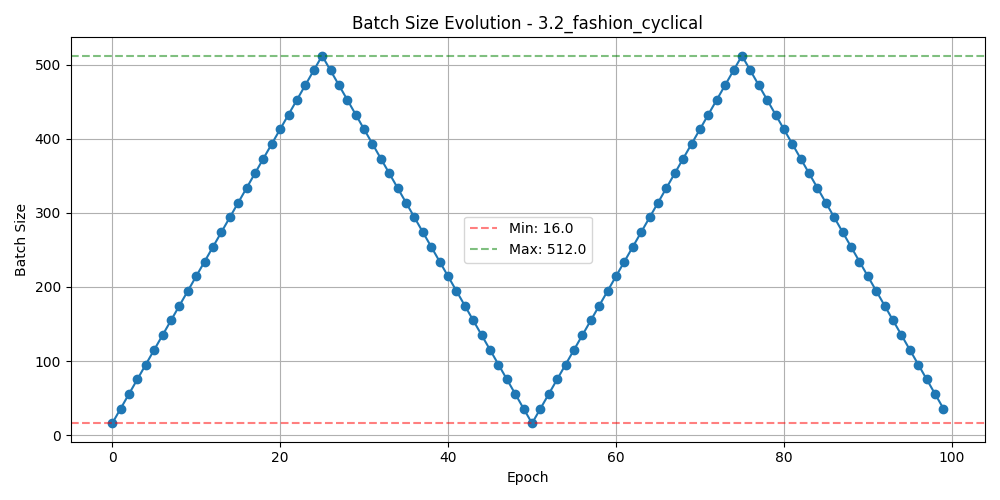 Batch Size Evolution - 3.2_fashion_cyclical
500
400
300
200
100
0
Batch Size
Min: 16.0
Max: 512.0
0 20 40 60 80 100
Epoch